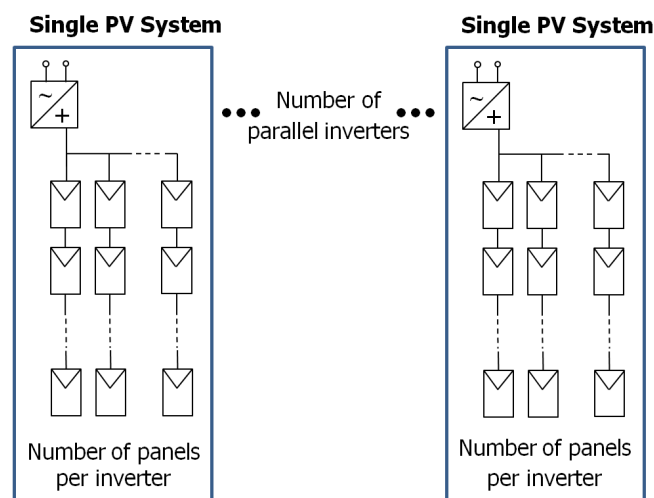 Single PV System
Single PV System
~
+
~
+
Number of
parallel inverters
Number of panels
per inverter
Number of panels
per inverter